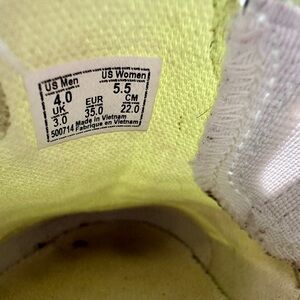 US Men US Women
4.0 5.5
UK EUR CM
3.0 35.0 22.0
Made in Vietnam
500714 Fabriqué en Vietnam